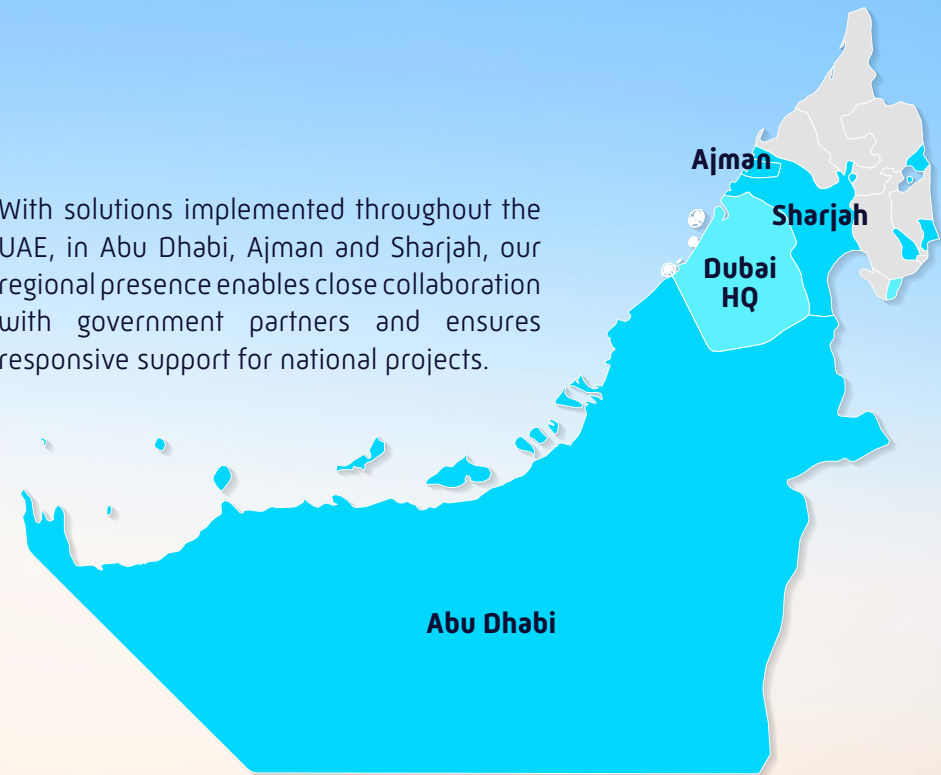 With solutions implemented throughout the
UAE, in Abu Dhabi, Ajman and Sharjah, our
regional presence enables close collaboration
with government partners and ensures
responsive support for national projects.
Ajman
Sharjah
Dubai
HQ
Abu Dhabi